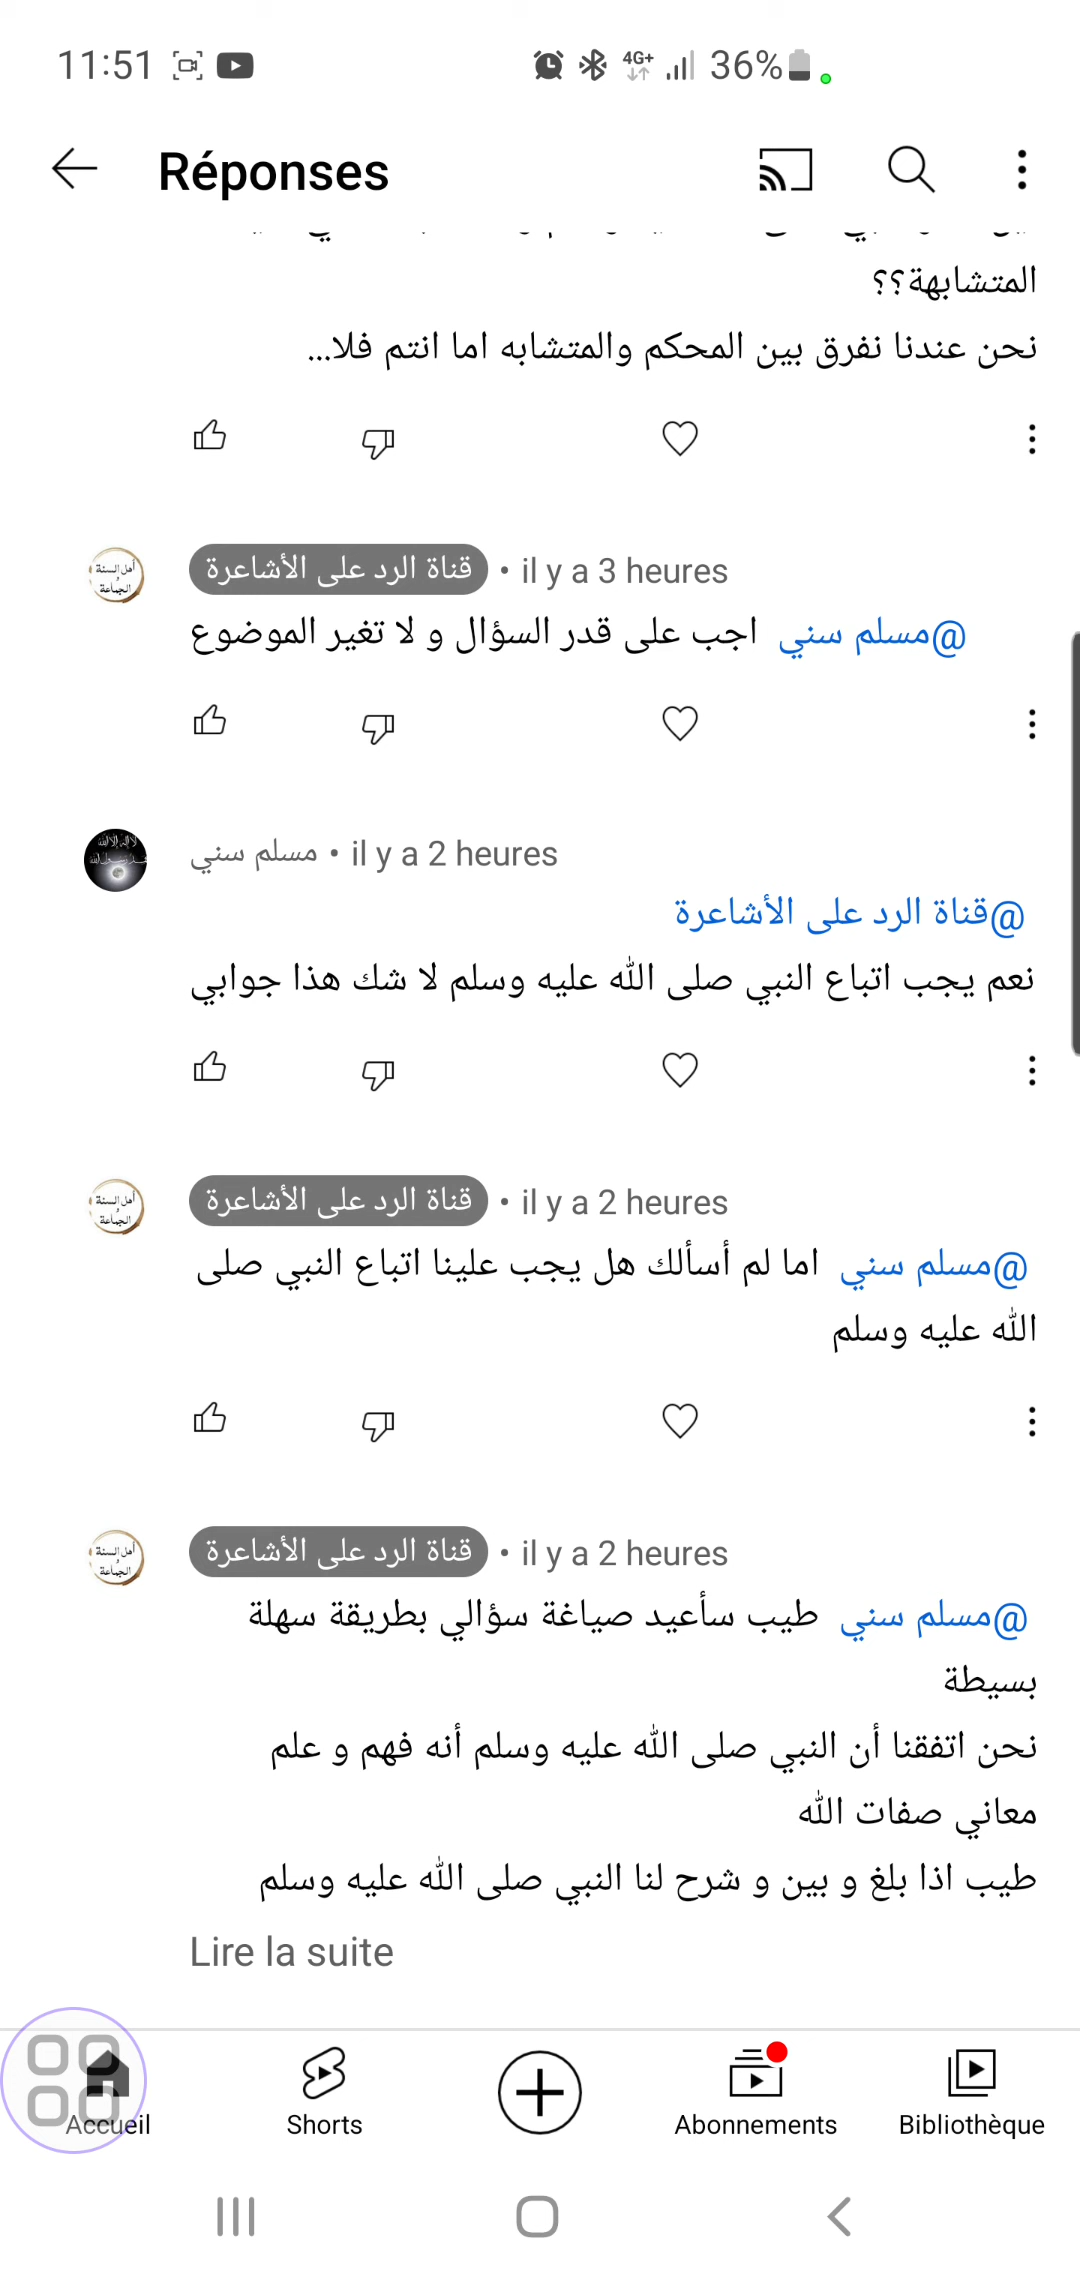 11:51 4G+ 36%
Réponses
المتشابهة؟؟
نحن عندنا نفرق بين المحكم والمتشابه اما انتم فلا...
قناة الرد على الأشاعرة • il y a 3 heures
@مسلم سني اجب على قدر السؤال و لا تغير الموضوع
مسلم سني • il y a 2 heures
@قناة الرد على الأشاعرة
نعم يجب اتباع النبي صلى الله عليه وسلم لا شك هذا جوابي
قناة الرد على الأشاعرة • il y a 2 heures
@مسلم سني اما لم أسألك هل يجب علينا اتباع النبي صلى
الله عليه وسلم
قناة الرد على الأشاعرة • il y a 2 heures
@مسلم سني طيب سأعيد صياغة سؤالي بطريقة سهلة
بسيطة
نحن اتفقنا أن النبي صلى الله عليه وسلم أنه فهم و علم
معاني صفات الله
طيب اذا بلغ و بين و شرح لنا النبي صلى الله عليه وسلم
Lire la suite
Accueil
Shorts
Abonnements
Bibliothèque